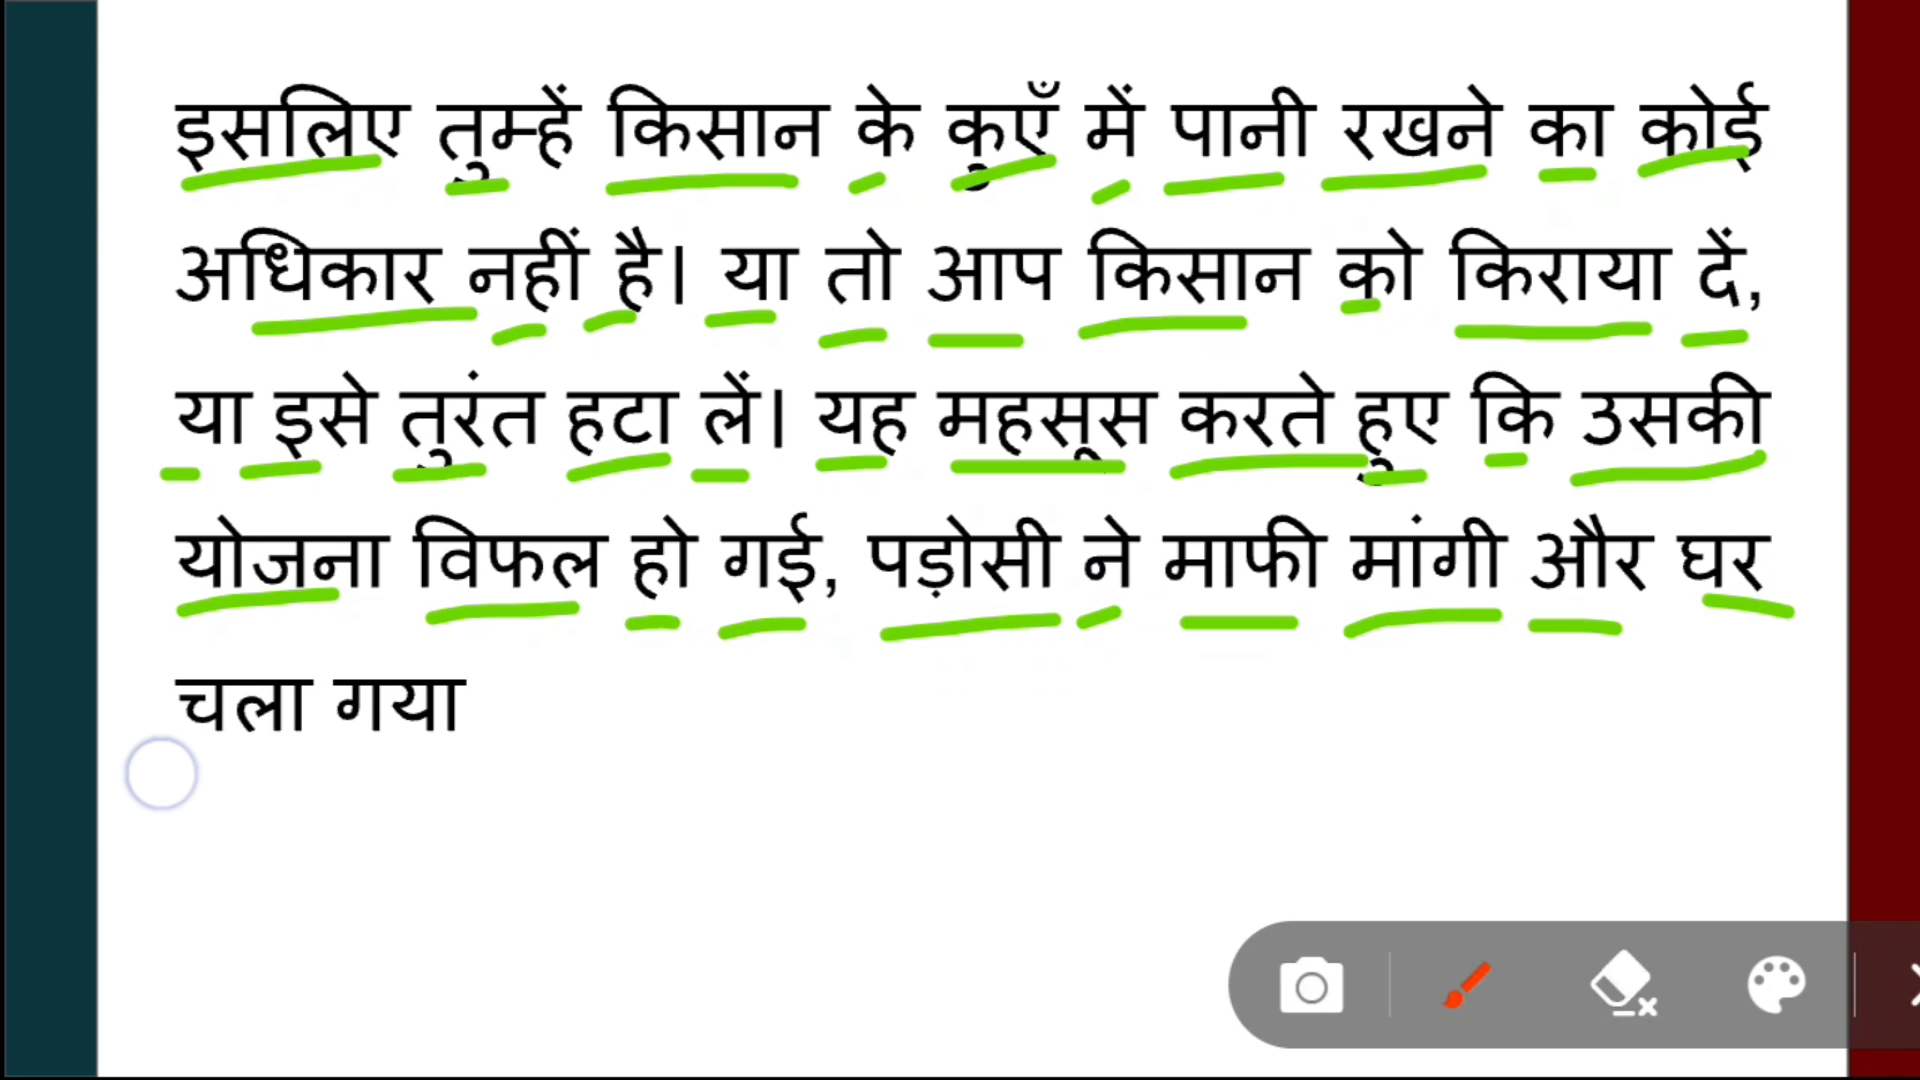 इसलिए तुम्हें किसान के कुएँ में पानी रखने का कोई
अधिकार नहीं है। या तो आप किसान को किराया दें,
या इसे तुरंत हटा लें। यह महसूस करते हुए कि उसकी
योजना विफल हो गई, पड़ोसी ने माफी मांगी और घर
चला गया